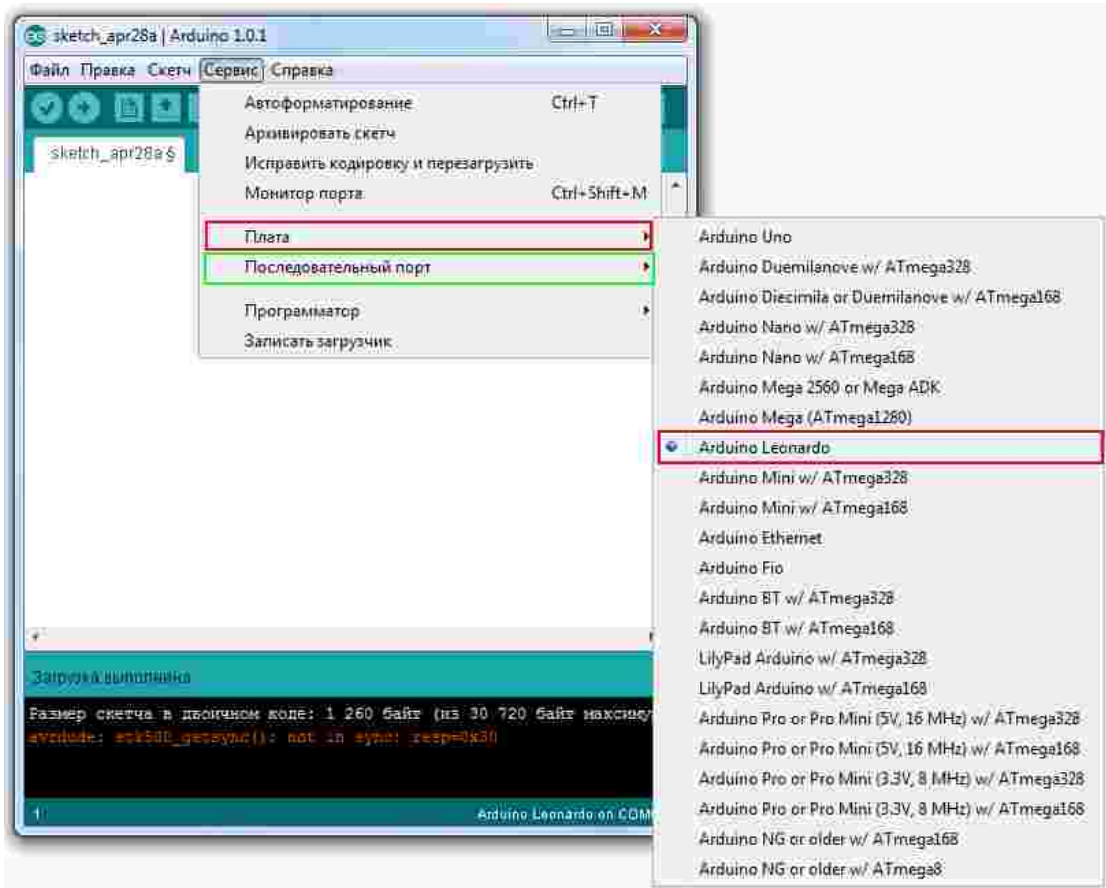 sketch_apr28a | Arduino 1.0.1
Файл Правка Скетч Сервис Справка
sketch_apr28a §
Автоформатирование Ctrl+T
Архивировать скетч
Исправить кодировку и перезагрузить
Монитор порта Ctrl+Shift+M
Плата
Последовательный порт
Программатор
Записать загрузчик
Arduino Uno
Arduino Duemilanove w/ ATmega328
Arduino Diecimila or Duemilanove w/ ATmega168
Arduino Nano w/ ATmega328
Arduino Nano w/ ATmega168
Arduino Mega 2560 or Mega ADK
Arduino Mega (ATmega1280)
Arduino Leonardo
Arduino Mini w/ ATmega328
Arduino Mini w/ ATmega168
Arduino Ethernet
Arduino Fio
Arduino BT w/ ATmega328
Arduino BT w/ ATmega168
LilyPad Arduino w/ ATmega328
LilyPad Arduino w/ ATmega168
Arduino Pro or Pro Mini (5V, 16 MHz) w/ ATmega328
Arduino Pro or Pro Mini (5V, 16 MHz) w/ ATmega168
Arduino Pro or Pro Mini (3.3V, 8 MHz) w/ ATmega328
Arduino Pro or Pro Mini (3.3V, 8 MHz) w/ ATmega168
Arduino NG or older w/ ATmega168
Arduino NG or older w/ ATmega8
Загрузка выполнена
Размер скетча в двоичном коде: 1 260 байт (из 30 720 байт максиму
avrdude: stk500_getsync(): not in sync: resp=0x30
1
Arduino Leonardo on COM